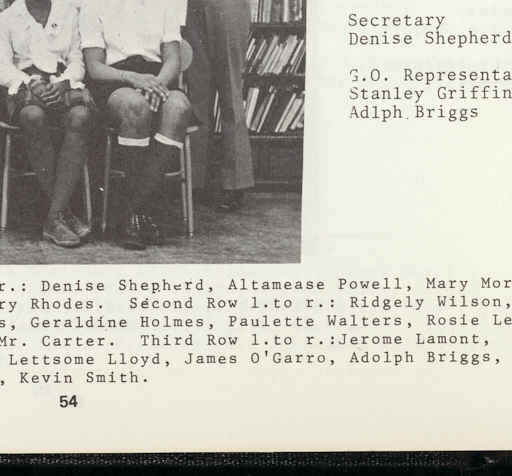 Secretary
Denise Shepherd
G.O. Representa
Stanley Griffin
Adlph Briggs
r.: Denise Shepherd, Altamease Powell, Mary Mor
ry Rhodes. Second Row l.to r.: Ridgely Wilson,
s, Geraldine Holmes, Paulette Walters, Rosie Le
Mr. Carter. Third Row l.to r.:Jerome Lamont,
Lettsome Lloyd, James O'Garro, Adolph Briggs,
, Kevin Smith.
54